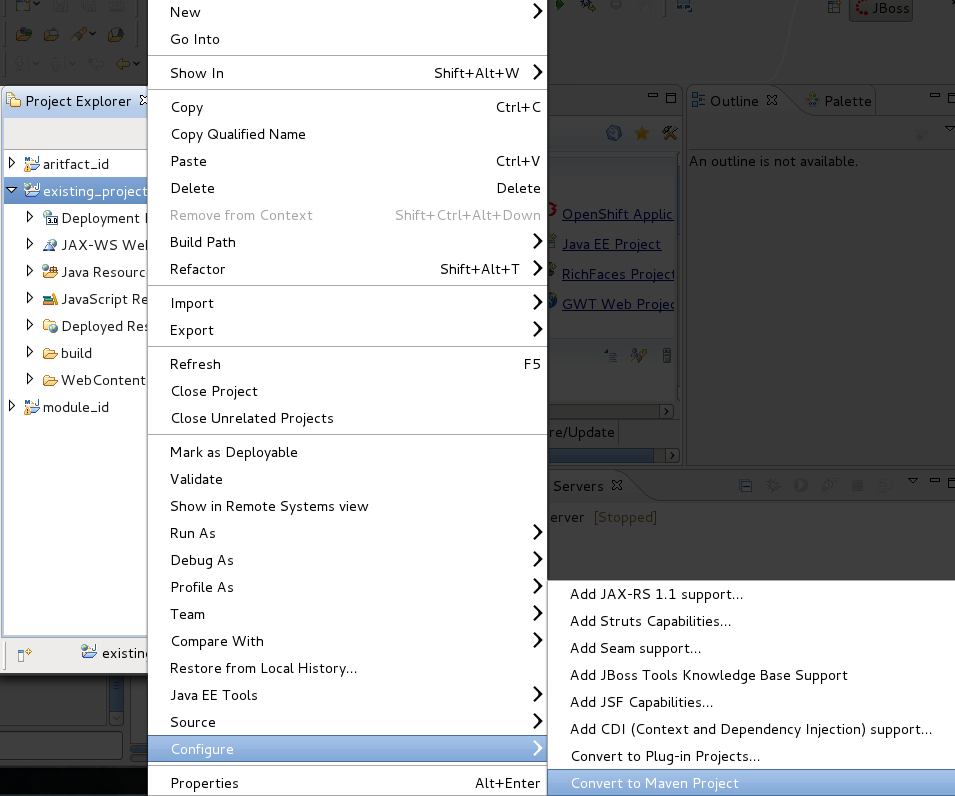 JBoss
Project Explorer
aritfact_id
existing_project
Deployment
JAX-WS
Java
JavaScript
Deployed
build
WebContent
module_id
New
Go Into
Show In Shift+Alt+W
Copy Ctrl+C
Copy Qualified Name
Paste Ctrl+V
Delete Delete
Remove from Context Shift+Ctrl+Alt+Down
Build Path
Refactor Shift+Alt+T
Import
Export
Refresh F5
Close Project
Close Unrelated Projects
Mark as Deployable
Validate
Show in Remote Systems view
Run As
Debug As
Profile As
Team
Compare With
Restore from Local History...
Java EE Tools
Source
Configure
Properties Alt+Enter
Add JAX-RS 1.1 support...
Add Struts Capabilities...
Add Seam support...
Add JBoss Tools Knowledge Base Support
Add JSF Capabilities...
Add CDI (Context and Dependency Injection) support...
Convert to Plug-in Projects...
Convert to Maven Project
Outline Palette
An outline is not available.
OpenShift Applic
Java EE Project
RichFaces Project
GWT Web Projec
re/Update
Servers
erver [Stopped]
existin